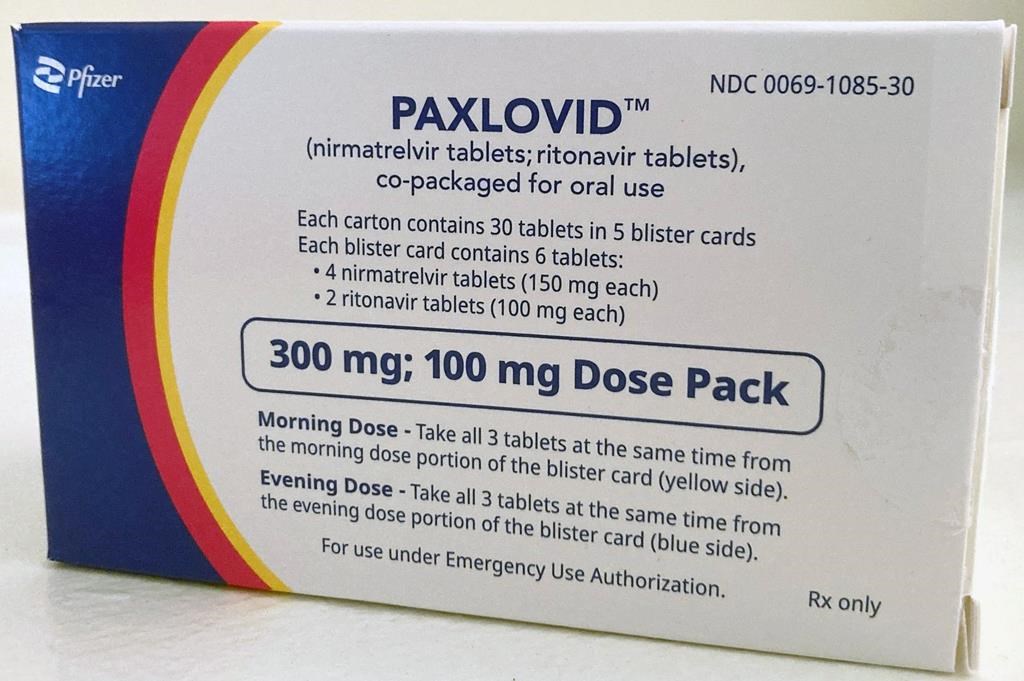 Pfizer
NDC 0069-1085-30
PAXLOVID™
(nirmatrelvir tablets; ritonavir tablets),
co-packaged for oral use
Each carton contains 30 tablets in 5 blister cards
Each blister card contains 6 tablets:
• 4 nirmatrelvir tablets (150 mg each)
• 2 ritonavir tablets (100 mg each)
300 mg; 100 mg Dose Pack
Morning Dose - Take all 3 tablets at the same time from
the morning dose portion of the blister card (yellow side).
Evening Dose - Take all 3 tablets at the same time from
the evening dose portion of the blister card (blue side).
For use under Emergency Use Authorization.
Rx only